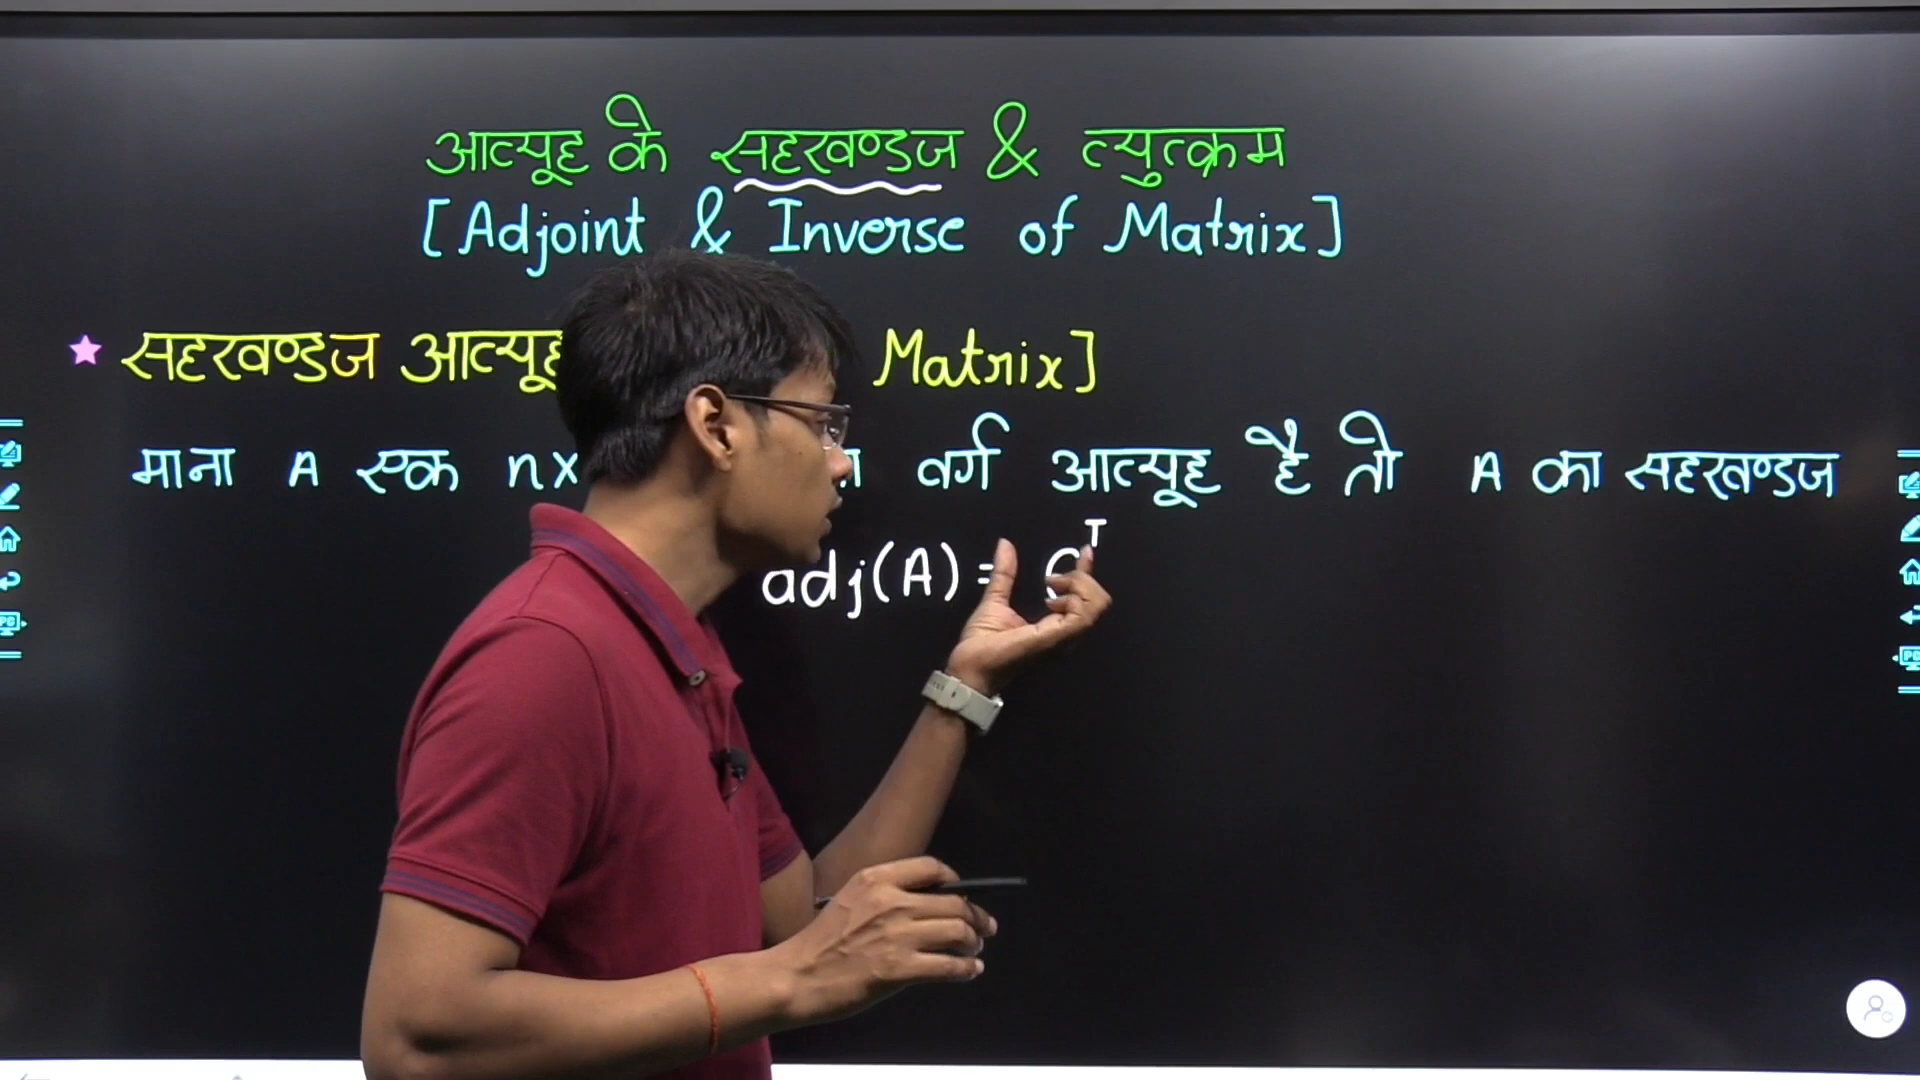 आव्यूह के सहखण्डज & व्युत्क्रम
[Adjoint & Inverse of Matrix]
सहखण्डज आव्यूह Matrix]
माना A एक nx वर्ग आव्यूह है तो A का सहखण्डज
adj(A) =